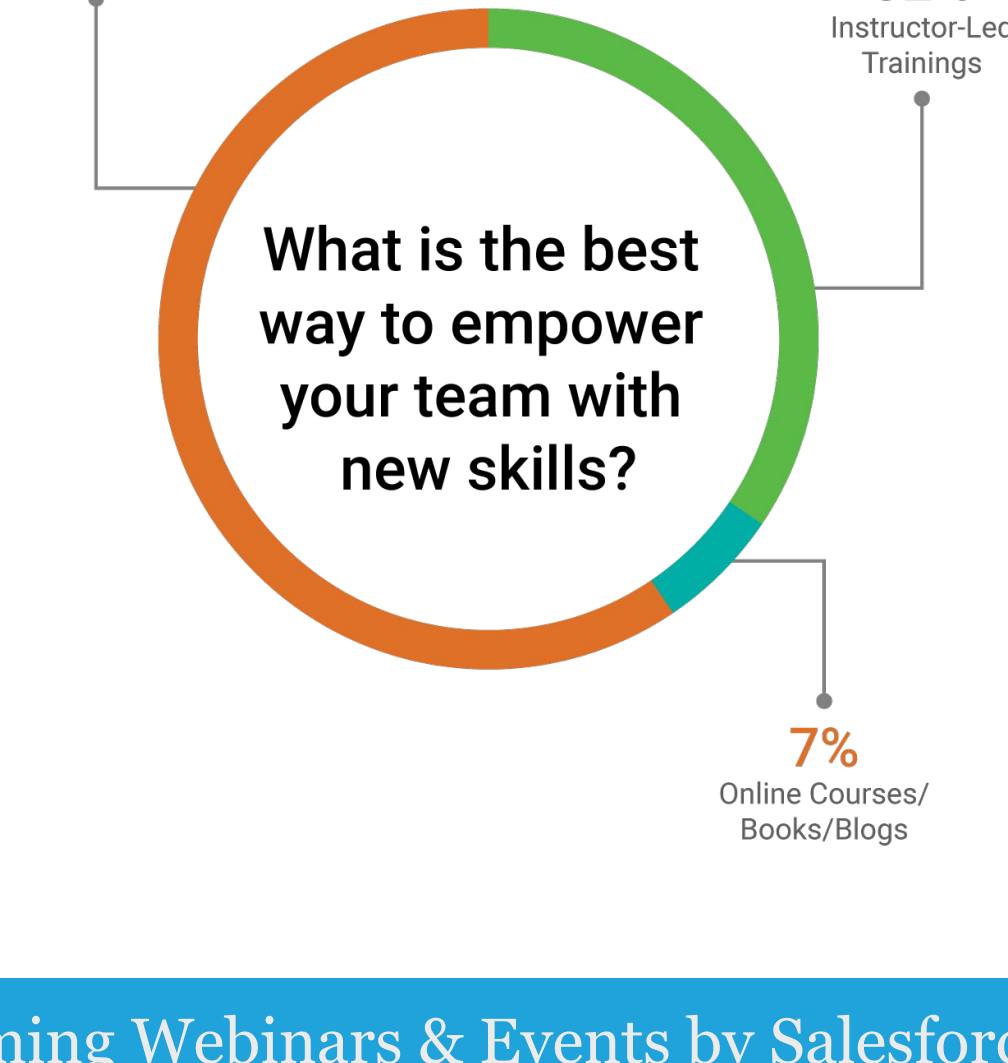 Instructor-Led
Trainings
What is the best
way to empower
your team with
new skills?
7%
Online Courses/
Books/Blogs
Webinars & Events by